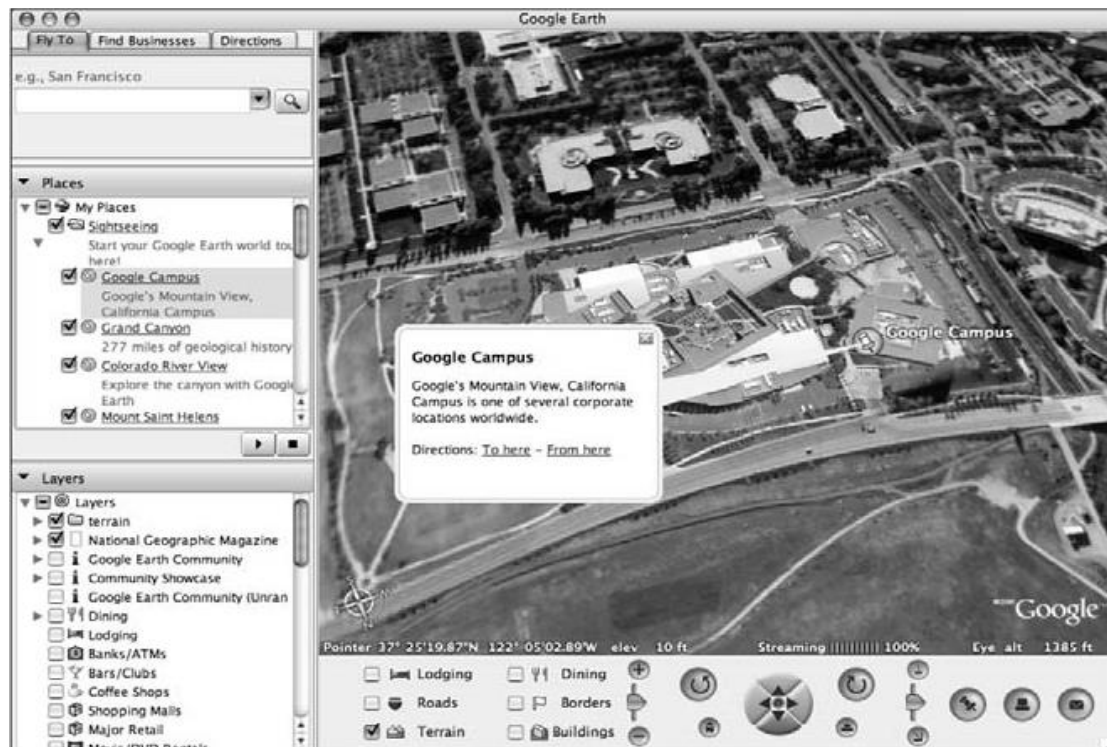 Google Earth
Fly To
Find Businesses
Directions
e.g., San Francisco
Places
My Places
Sightseeing
Start your Google Earth world tou
here!
Google Campus
Google's Mountain View,
California Campus
Grand Canyon
277 miles of geological history
Colorado River View
Explore the canyon with Google
Earth
Mount Saint Helens
Layers
Layers
terrain
National Geographic Magazine
Google Earth Community
Community Showcase
Google Earth Community (Unran
Dining
Lodging
Banks/ATMs
Bars/Clubs
Coffee Shops
Shopping Malls
Major Retail
Movie/DVD Rentals
Google Campus
Google Campus
Google's Mountain View, California
Campus is one of several corporate
locations worldwide.
Directions: To here - From here
Google
Pointer 37° 25'19.87"N 122° 05'02.89"W elev 10 ft Streaming 100% Eye alt 1385 ft
Lodging
Dining
Roads
Borders
Terrain
Buildings